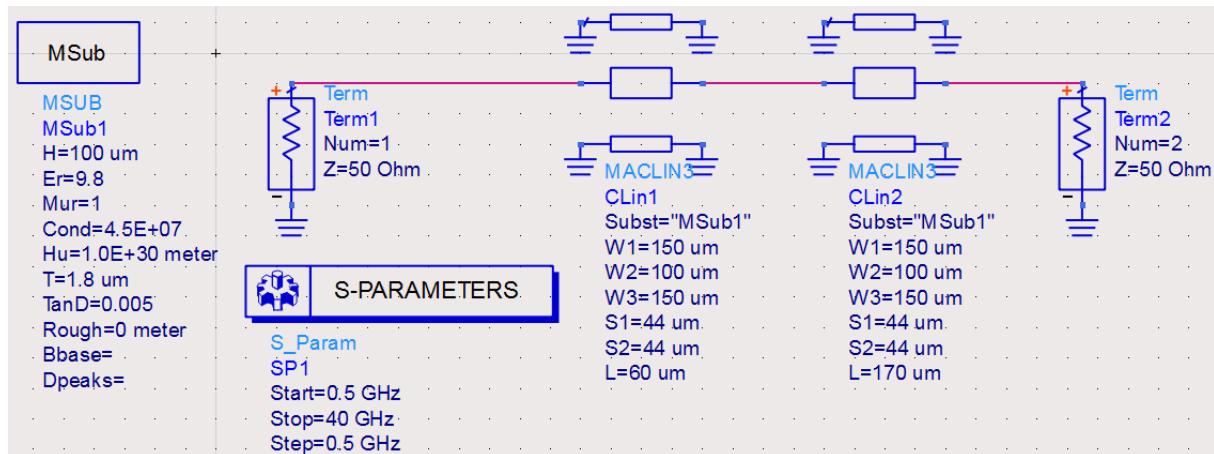 MSub
MSUB
MSub1
H=100 um
Er=9.8
Mur=1
Cond=4.5E+07
Hu=1.0E+30 meter
T=1.8 um
TanD=0.005
Rough=0 meter
Bbase=
Dpeaks=
+
Term
Term1
Num=1
Z=50 Ohm
-
S-PARAMETERS
S_Param
SP1
Start=0.5 GHz
Stop=40 GHz
Step=0.5 GHz
MACLIN3
CLin1
Subst="MSub1"
W1=150 um
W2=100 um
W3=150 um
S1=44 um
S2=44 um
L=60 um
MACLIN3
CLin2
Subst="MSub1"
W1=150 um
W2=100 um
W3=150 um
S1=44 um
S2=44 um
L=170 um
+
Term
Term2
Num=2
Z=50 Ohm
-